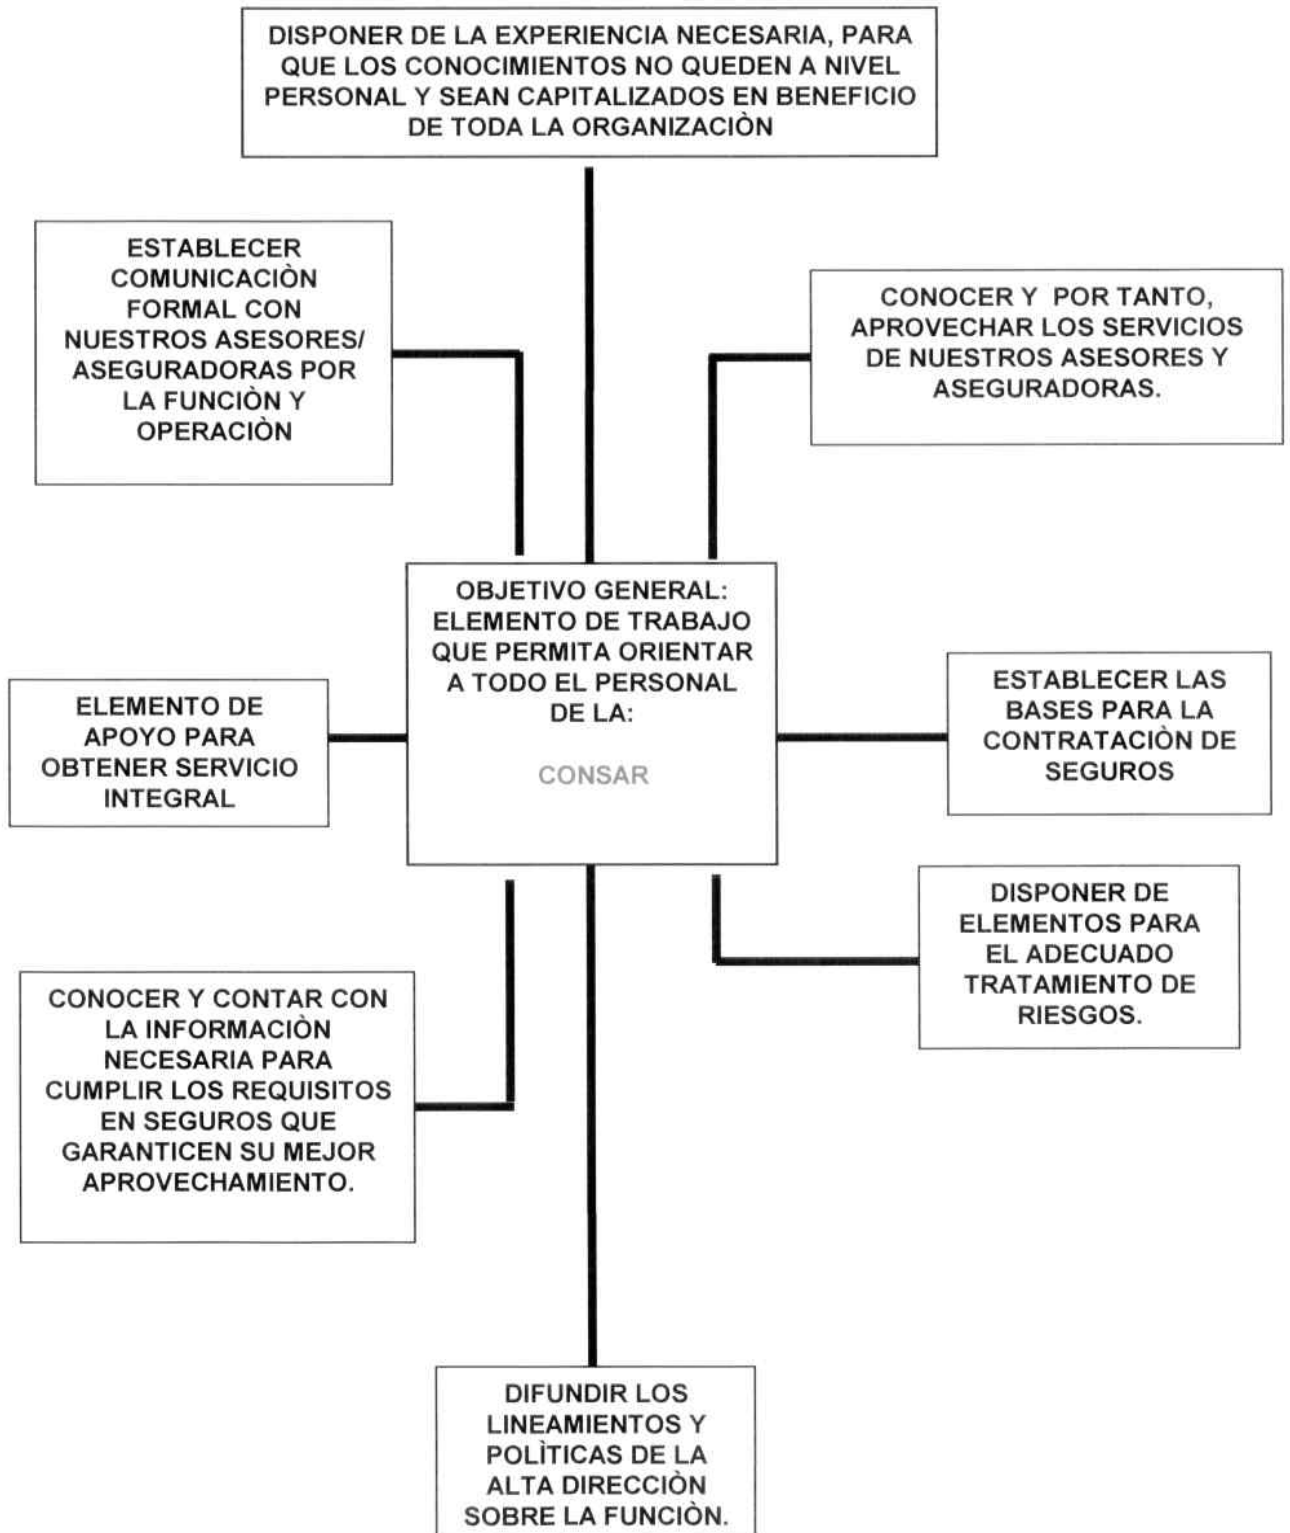 DISPONER DE LA EXPERIENCIA NECESARIA, PARA
QUE LOS CONOCIMIENTOS NO QUEDEN A NIVEL
PERSONAL Y SEAN CAPITALIZADOS EN BENEFICIO
DE TODA LA ORGANIZACIÒN
ESTABLECER
COMUNICACIÒN
FORMAL CON
NUESTROS ASESORES/
ASEGURADORAS POR
LA FUNCIÒN Y
OPERACIÒN
CONOCER Y POR TANTO,
APROVECHAR LOS SERVICIOS
DE NUESTROS ASESORES Y
ASEGURADORAS.
OBJETIVO GENERAL:
ELEMENTO DE TRABAJO
QUE PERMITA ORIENTAR
A TODO EL PERSONAL
DE LA:
CONSAR
ELEMENTO DE
APOYO PARA
OBTENER SERVICIO
INTEGRAL
ESTABLECER LAS
BASES PARA LA
CONTRATACIÒN DE
SEGUROS
DISPONER DE
ELEMENTOS PARA
EL ADECUADO
TRATAMIENTO DE
RIESGOS.
CONOCER Y CONTAR CON
LA INFORMACIÒN
NECESARIA PARA
CUMPLIR LOS REQUISITOS
EN SEGUROS QUE
GARANTICEN SU MEJOR
APROVECHAMIENTO.
DIFUNDIR LOS
LINEAMIENTOS Y
POLÌTICAS DE LA
ALTA DIRECCIÒN
SOBRE LA FUNCIÒN.